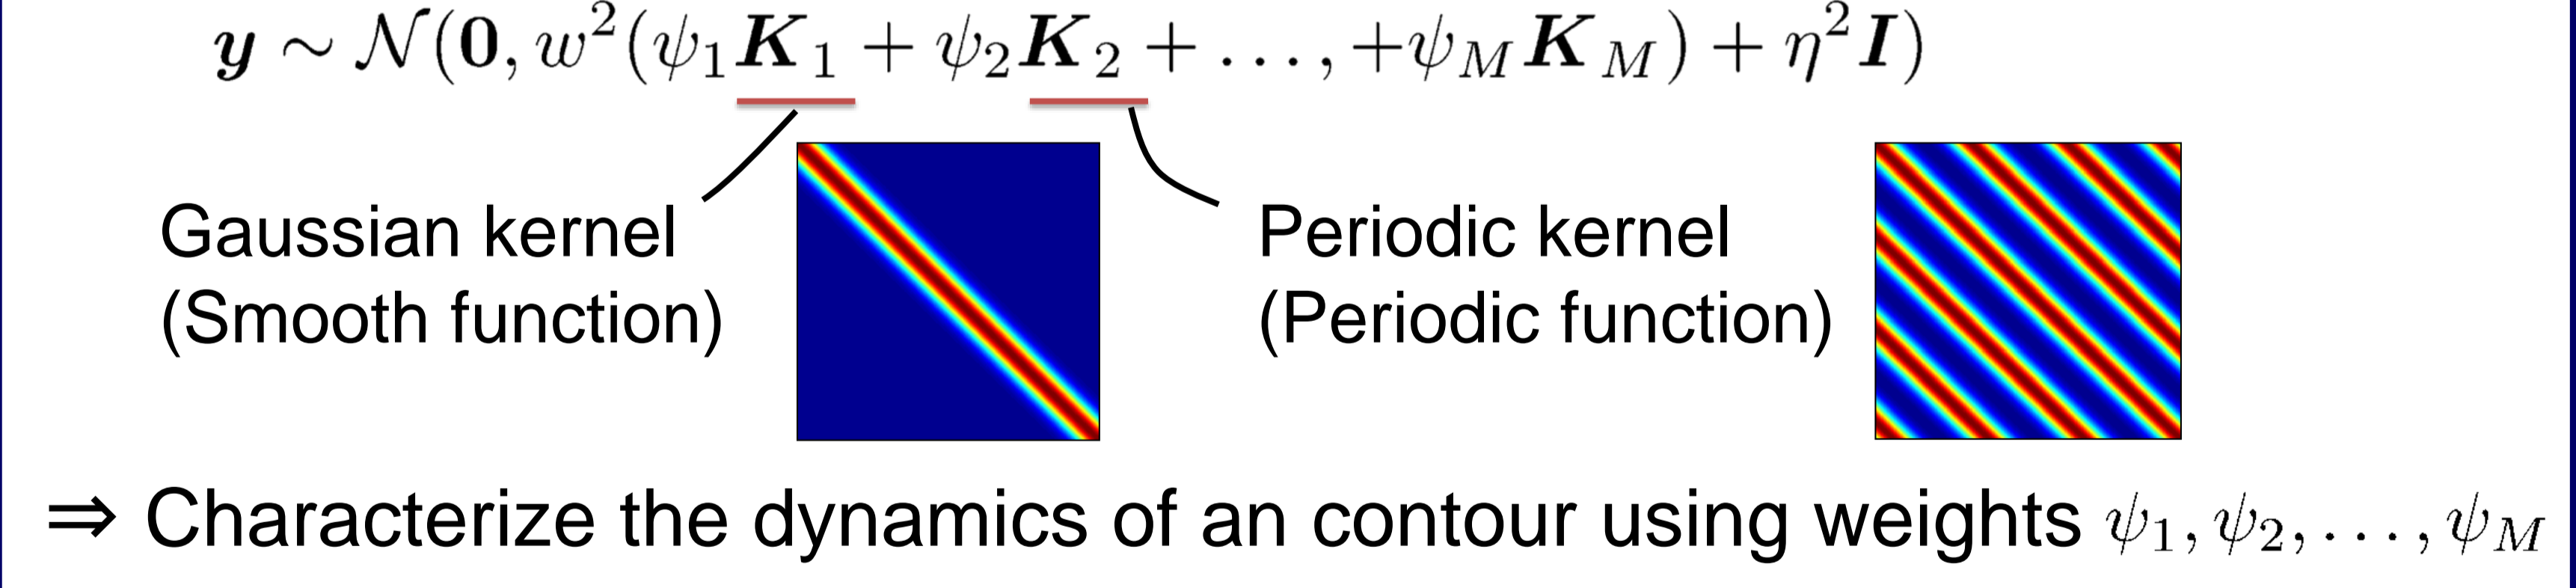 y ~ N(0, w²(ψ₁K₁ + ψ₂K₂ + ..., +ψ_M K_M) + η²I)
Gaussian kernel
(Smooth function)
Periodic kernel
(Periodic function)
⇒ Characterize the dynamics of an contour using weights ψ₁, ψ₂, ..., ψ_M